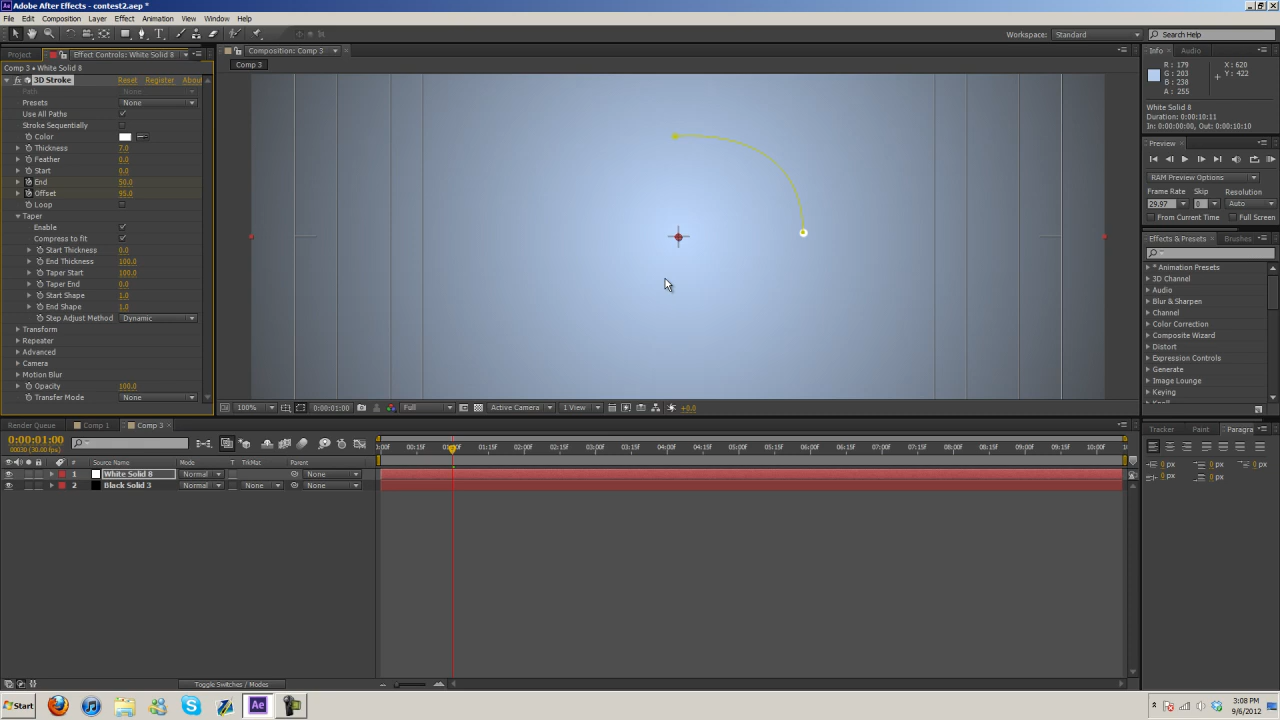 Adobe After Effects - contest2.aep *
File Edit Composition Layer Effect Animation View Window Help
Workspace: Standard Search Help
Project Effect Controls: White Solid 8
Comp 3 • White Solid 8
fx 3D Stroke Reset Register Abou
Path None
Presets None
Use All Paths
Stroke Sequentially
Color
Thickness 7.0
Feather 0.0
Start 0.0
End 50.0
Offset 95.0
Loop
Taper
Enable
Compress to fit
Start Thickness 0.0
End Thickness 100.0
Taper Start 100.0
Taper End 0.0
Start Shape 1.0
End Shape 1.0
Step Adjust Method Dynamic
Transform
Repeater
Advanced
Camera
Motion Blur
Opacity 100.0
Transfer Mode None
Composition: Comp 3
Comp 3
100% 0:00:01:00 Full Active Camera 1 View +0.0
Info Audio
R: 179 X: 620
G: 203 Y: 422
B: 238
A: 255
White Solid 8
Duration: 0:00:10:11
In: 0:00:00:00, Out: 0:00:10:10
Preview
RAM Preview Options
Frame Rate Skip Resolution
29.97 0 Auto
From Current Time Full Screen
Effects & Presets Brushes
* Animation Presets
3D Channel
Audio
Blur & Sharpen
Channel
Color Correction
Composite Wizard
Distort
Expression Controls
Generate
Image Lounge
Keying
Tracker Paint Paragra
0 px 0 px 0 px
0 px 0 px
Render Queue Comp 1 Comp 3
0:00:01:00
00030 (30.00 fps)
# Source Name Mode T TrkMat Parent
1 White Solid 8 Normal None
2 Black Solid 3 Normal None None
:00F 00:15F 01:00F 01:15F 02:00F 02:15F 03:00F 03:15F 04:00F 04:15F 05:00F 05:15F 06:00F 06:15F 07:00F 07:15F 08:00F 08:15F 09:00F 09:15F 10:00F
Toggle Switches / Modes
Start Ae 3:08 PM
9/6/2012